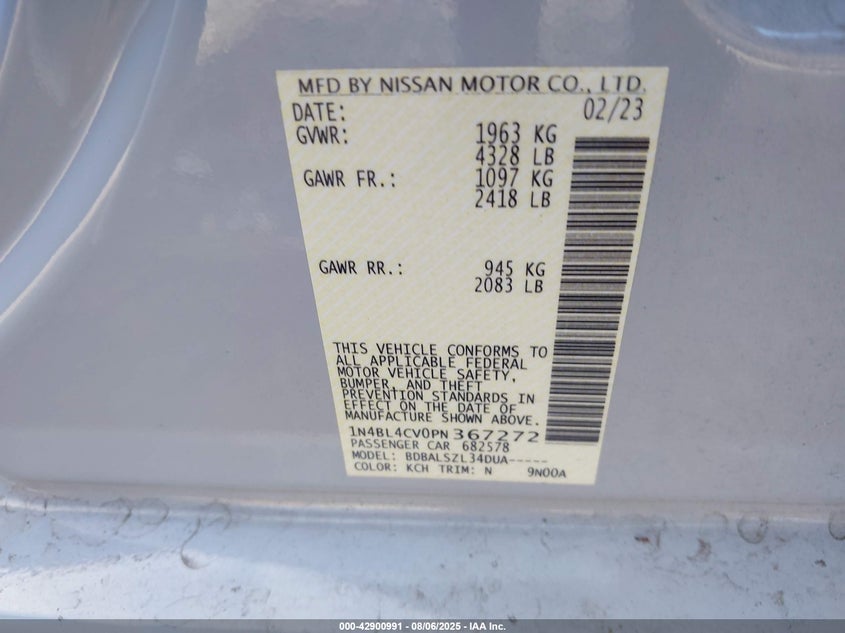 MFD BY NISSAN MOTOR CO., LTD.
DATE: 02/23
GVWR: 1963 KG
4328 LB
GAWR FR.: 1097 KG
2418 LB
GAWR RR.: 945 KG
2083 LB
THIS VEHICLE CONFORMS TO
ALL APPLICABLE FEDERAL
MOTOR VEHICLE SAFETY,
BUMPER, AND THEFT
PREVENTION STANDARDS IN
EFFECT ON THE DATE OF
MANUFACTURE SHOWN ABOVE.
1N4BL4CV0PN367272
PASSENGER CAR 682578
MODEL: BDBALSZL34DUA-----
COLOR: KCH TRIM: N 9N00A
000-42900991 - 08/06/2025 - IAA Inc.